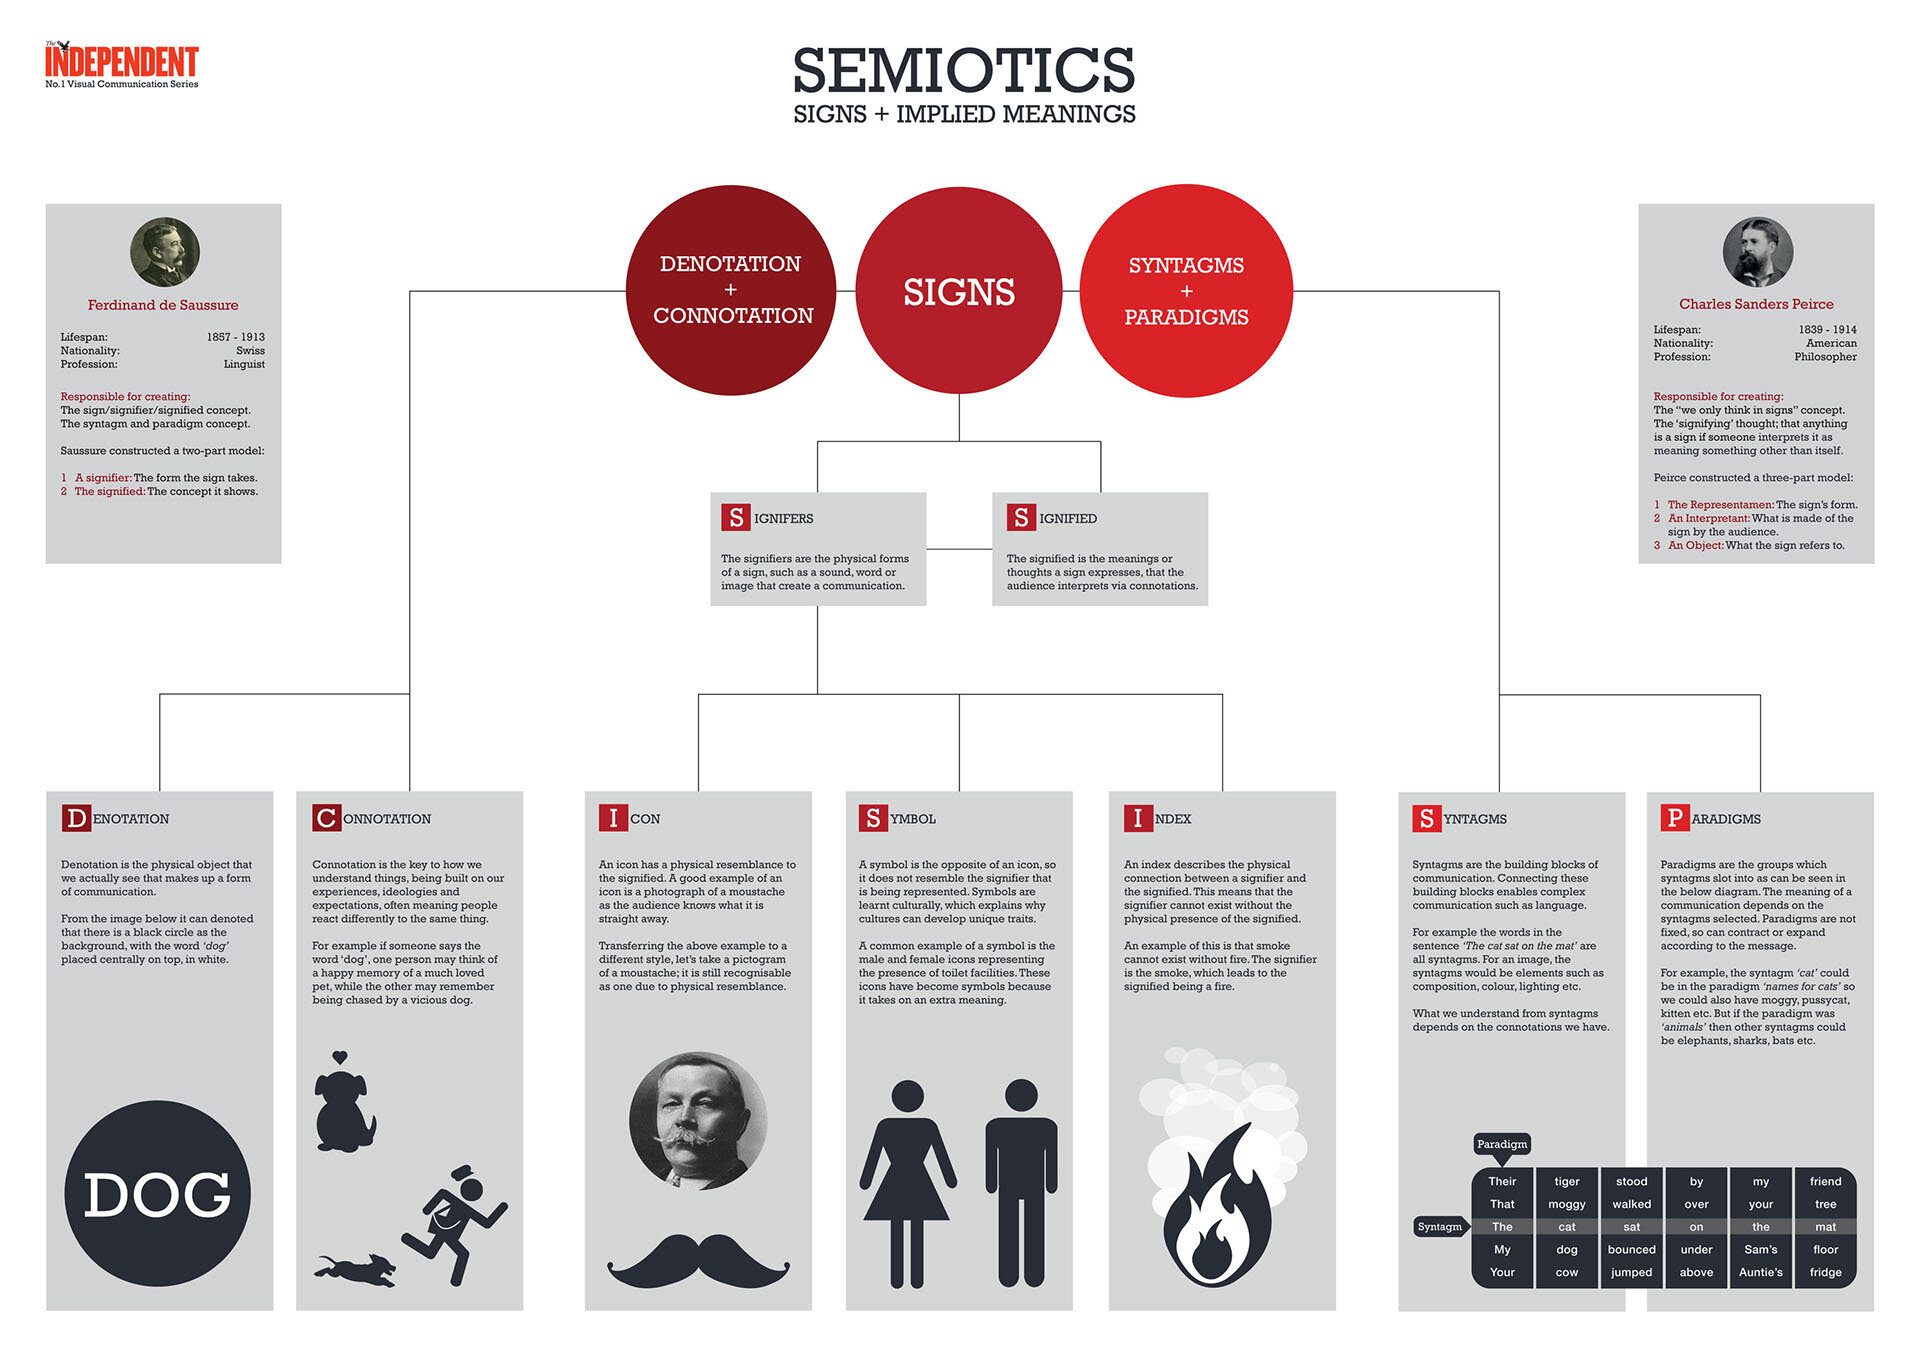 The
INDEPENDENT
No.1 Visual Communication Series
SEMIOTICS
SIGNS + IMPLIED MEANINGS
Ferdinand de Saussure
Lifespan: 1857 - 1913
Nationality: Swiss
Profession: Linguist
Responsible for creating:
The sign/signifier/signified concept.
The syntagm and paradigm concept.
Saussure constructed a two-part model:
1 A signifier: The form the sign takes.
2 The signified: The concept it shows.
DENOTATION
+
CONNOTATION
SIGNS
SYNTAGMS
+
PARADIGMS
Charles Sanders Peirce
Lifespan: 1839 - 1914
Nationality: American
Profession: Philosopher
Responsible for creating:
The “we only think in signs” concept.
The ‘signifying’ thought; that anything
is a sign if someone interprets it as
meaning something other than itself.
Peirce constructed a three-part model:
1 The Representamen: The sign’s form.
2 An Interpretant: What is made of the
sign by the audience.
3 An Object: What the sign refers to.
SIGNIFERS
The signifiers are the physical forms
of a sign, such as a sound, word or
image that create a communication.
SIGNIFIED
The signified is the meanings or
thoughts a sign expresses, that the
audience interprets via connotations.
DENOTATION
Denotation is the physical object that
we actually see that makes up a form
of communication.
From the image below it can denoted
that there is a black circle as the
background, with the word ‘dog’
placed centrally on top, in white.
DOG
CONNOTATION
Connotation is the key to how we
understand things, being built on our
experiences, ideologies and
expectations, often meaning people
react differently to the same thing.
For example if someone says the
word ‘dog’, one person may think of
a happy memory of a much loved
pet, while the other may remember
being chased by a vicious dog.
ICON
An icon has a physical resemblance to
the signified. A good example of an
icon is a photograph of a moustache
as the audience knows what it is
straight away.
Transferring the above example to a
different style, let’s take a pictogram
of a moustache; it is still recognisable
as one due to physical resemblance.
SYMBOL
A symbol is the opposite of an icon, so
it does not resemble the signifier that
is being represented. Symbols are
learnt culturally, which explains why
cultures can develop unique traits.
A common example of a symbol is the
male and female icons representing
the presence of toilet facilities. These
icons have become symbols because
it takes on an extra meaning.
INDEX
An index describes the physical
connection between a signifier and
the signified. This means that the
signifier cannot exist without the
physical presence of the signified.
An example of this is that smoke
cannot exist without fire. The signifier
is the smoke, which leads to the
signified being a fire.
SYNTAGMS
Syntagms are the building blocks of
communication. Connecting these
building blocks enables complex
communication such as language.
For example the words in the
sentence ‘The cat sat on the mat’ are
all syntagms. For an image, the
syntagms would be elements such as
composition, colour, lighting etc.
What we understand from syntagms
depends on the connotations we have.
PARADIGMS
Paradigms are the groups which
syntagms slot into as can be seen in
the below diagram. The meaning of a
communication depends on the
syntagms selected. Paradigms are not
fixed, so can contract or expand
according to the message.
For example, the syntagm ‘cat’ could
be in the paradigm ‘names for cats’ so
we could also have moggy, pussycat,
kitten etc. But if the paradigm was
‘animals’ then other syntagms could
be elephants, sharks, bats etc.
Paradigm
Their tiger stood by my friend
That moggy walked over your tree
Syntagm The cat sat on the mat
My dog bounced under Sam’s floor
Your cow jumped above Auntie’s fridge